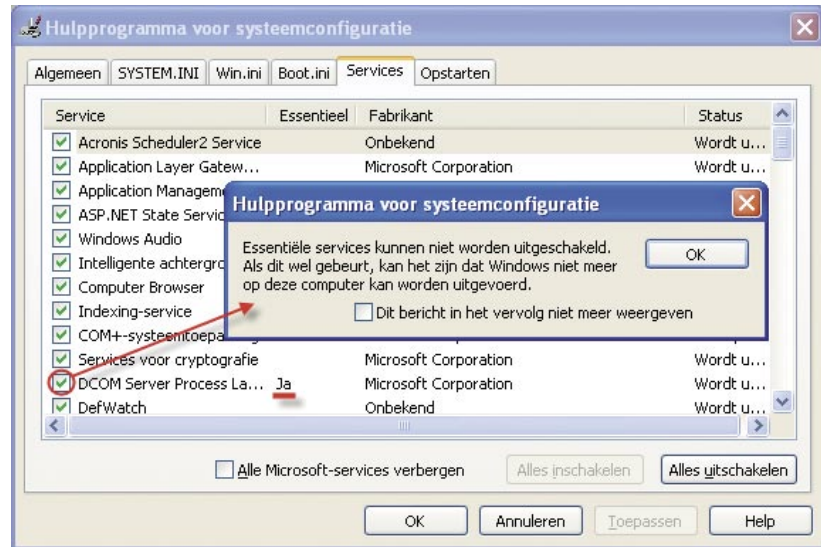 Hulpprogramma voor systeemconfiguratie
Algemeen SYSTEM.INI Win.ini Boot.ini Services Opstarten
Service Essentieel Fabrikant Status
Acronis Scheduler2 Service Onbekend Wordt u...
Application Layer Gatew... Microsoft Corporation Wordt u...
Application Manageme
ASP.NET State Servic
Windows Audio
Intelligente achtergro
Computer Browser
Indexing-service
COM+-systeemtoepa
Services voor cryptografie Microsoft Corporation Wordt u...
DCOM Server Process La... Ja Microsoft Corporation Wordt u...
DefWatch Onbekend Wordt u...
Hulpprogramma voor systeemconfiguratie
Essentiële services kunnen niet worden uitgeschakeld.
Als dit wel gebeurt, kan het zijn dat Windows niet meer
op deze computer kan worden uitgevoerd.
OK
Dit bericht in het vervolg niet meer weergeven
Alle Microsoft-services verbergen Alles inschakelen Alles uitschakelen
OK Annuleren Toepassen Help